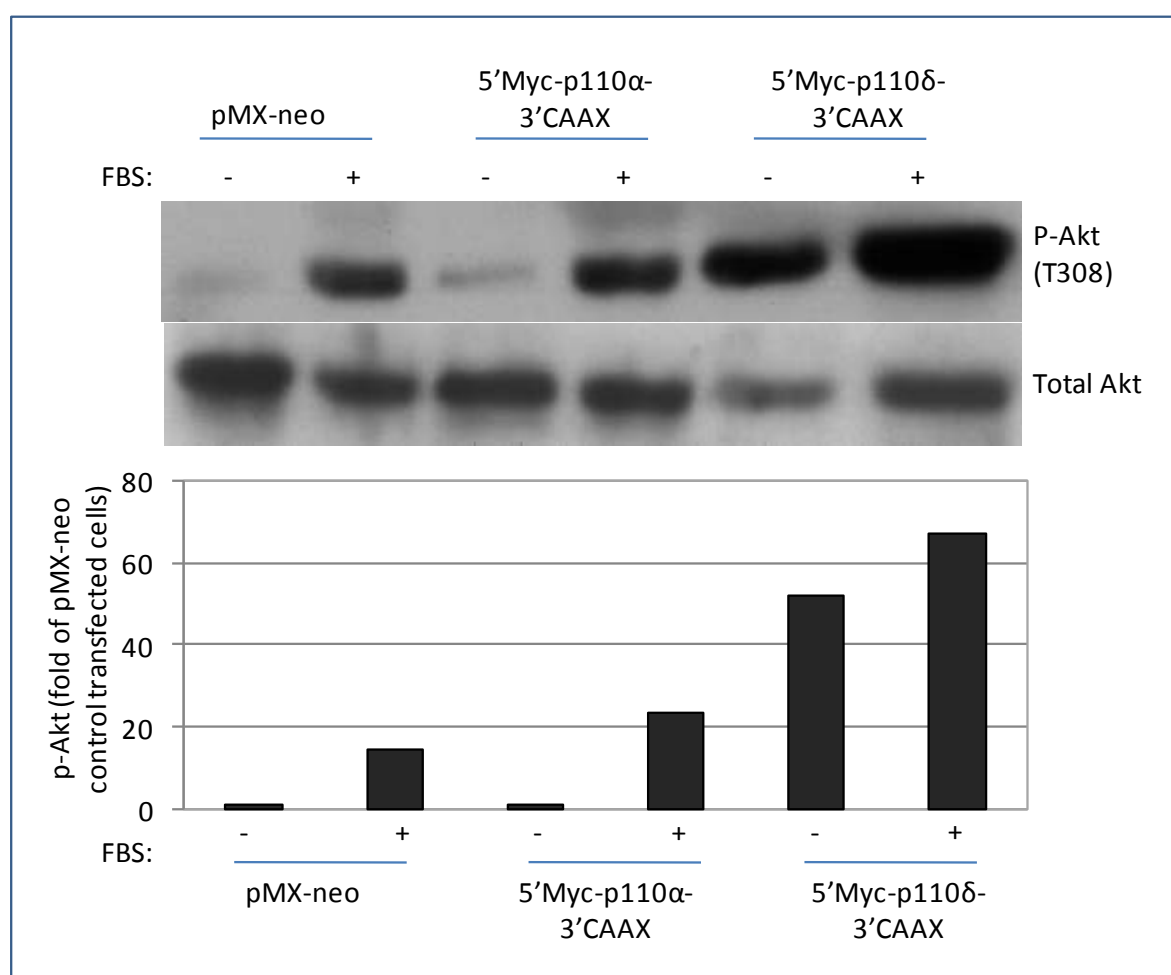 5’Myc-p110α-
3’CAAX
5’Myc-p110δ-
3’CAAX
pMX-neo
FBS: - + - + - +
P-Akt
(T308)
Total Akt
p-Akt (fold of pMX-neo
control transfected cells)
80
60
40
20
0
FBS: - + - + - +
pMX-neo
5’Myc-p110α-
3’CAAX
5’Myc-p110δ-
3’CAAX